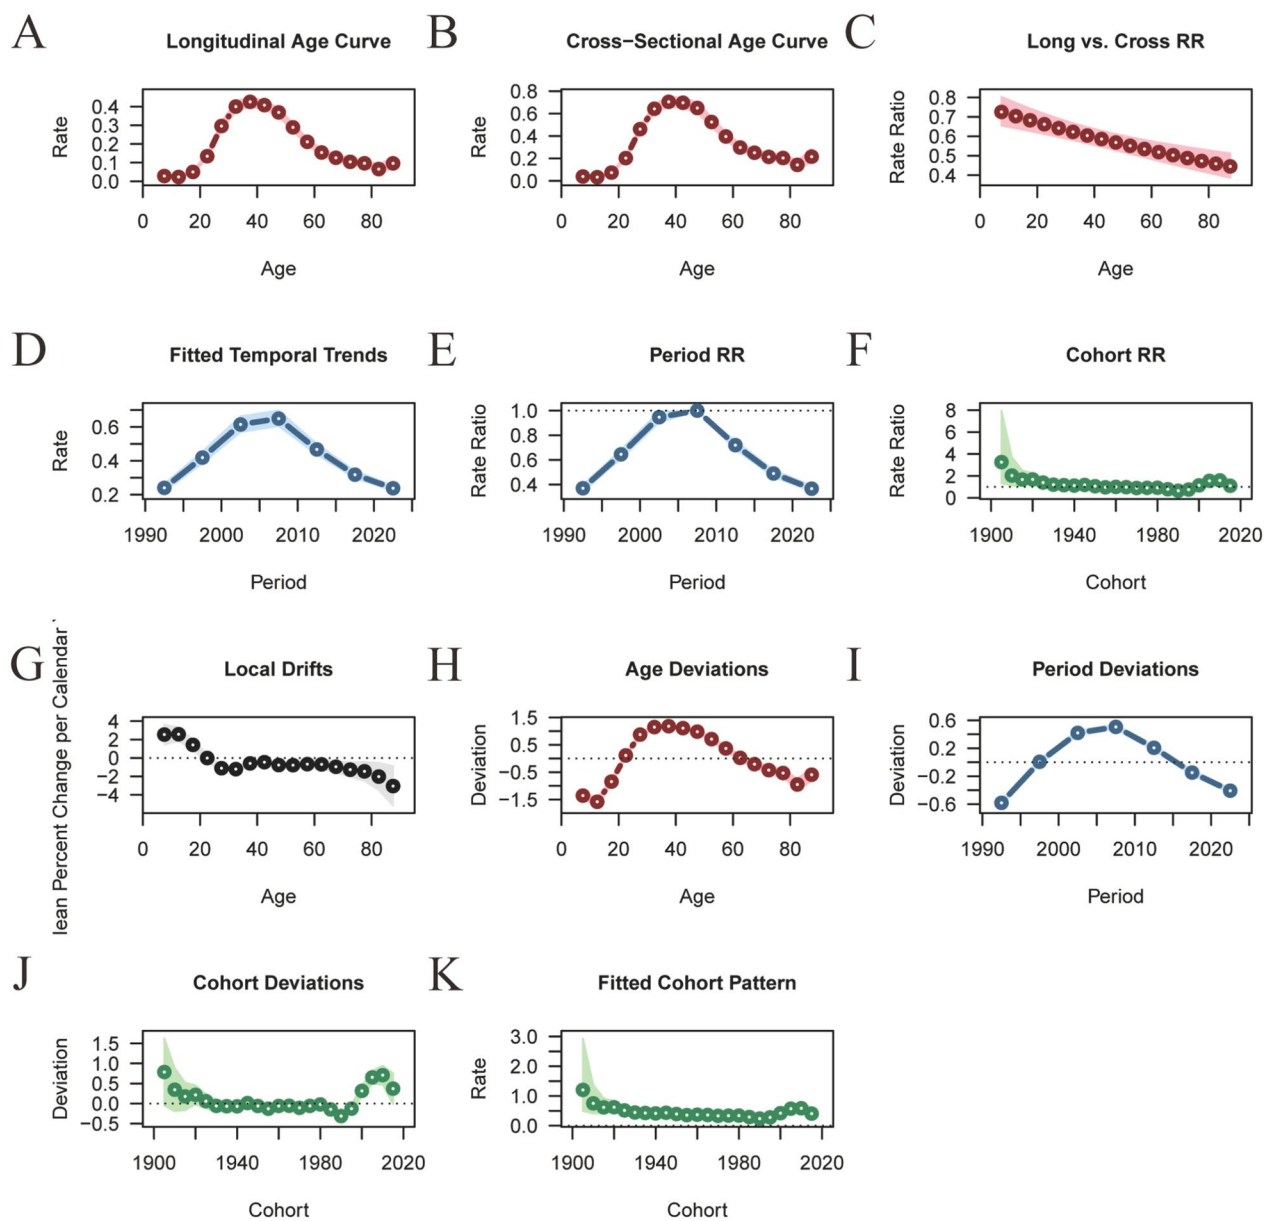 A Longitudinal Age Curve
Rate
0.4
0.3
0.2
0.1
0.0
0 20 40 60 80
Age
B Cross−Sectional Age Curve
Rate
0.8
0.6
0.4
0.2
0.0
0 20 40 60 80
Age
C Long vs. Cross RR
Rate Ratio
0.8
0.7
0.6
0.5
0.4
0 20 40 60 80
Age
D Fitted Temporal Trends
Rate
0.6
0.4
0.2
1990 2000 2010 2020
Period
E Period RR
Rate Ratio
1.0
0.8
0.6
0.4
1990 2000 2010 2020
Period
F Cohort RR
Rate Ratio
8
6
4
2
0
1900 1940 1980 2020
Cohort
G Local Drifts
lean Percent Change per Calendar
4
2
0
−2
−4
0 20 40 60 80
Age
H Age Deviations
Deviation
1.5
0.5
−0.5
−1.5
0 20 40 60 80
Age
I Period Deviations
Deviation
0.6
0.2
−0.2
−0.6
1990 2000 2010 2020
Period
J Cohort Deviations
Deviation
1.5
1.0
0.5
0.0
−0.5
1900 1940 1980 2020
Cohort
K Fitted Cohort Pattern
Rate
3.0
2.0
1.0
0.0
1900 1940 1980 2020
Cohort